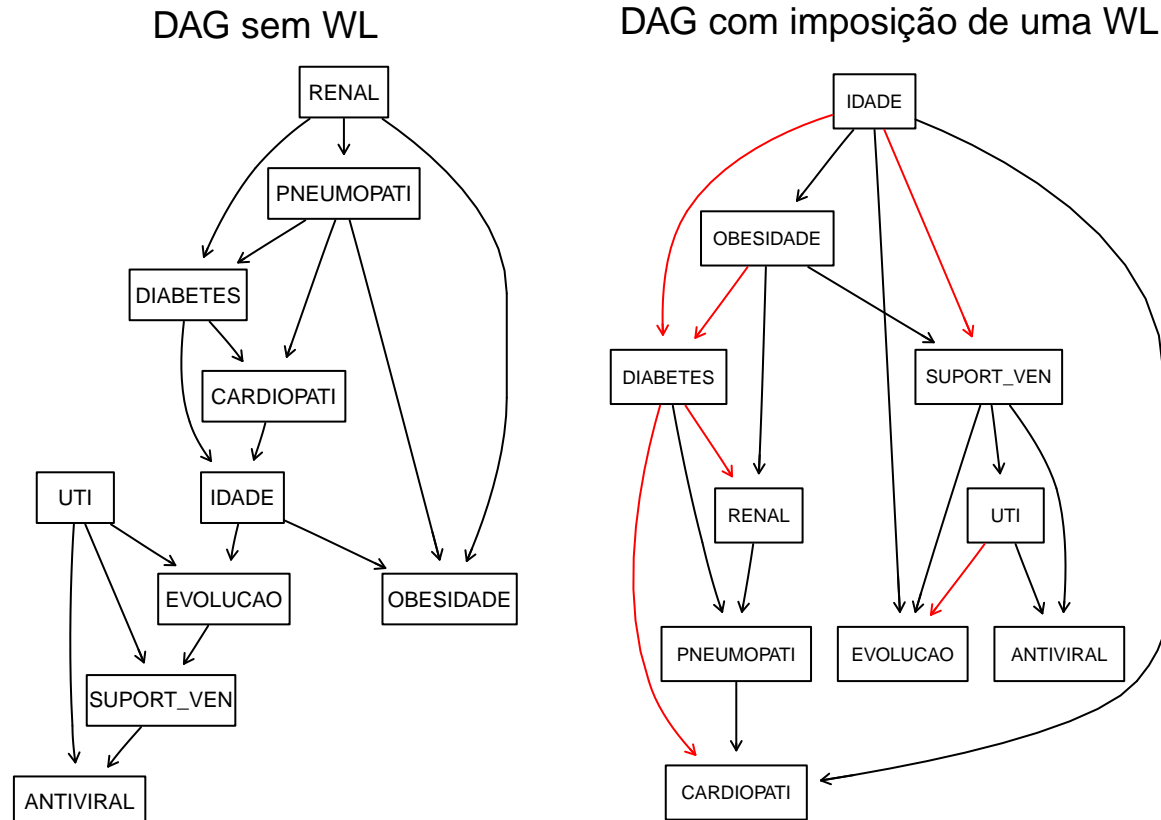 DAG sem WL
RENAL
PNEUMOPATI
DIABETES
CARDIOPATI
UTI
IDADE
EVOLUCAO
OBESIDADE
SUPORT_VEN
ANTIVIRAL
DAG com imposição de uma WL
IDADE
OBESIDADE
DIABETES
SUPORT_VEN
RENAL
UTI
PNEUMOPATI
EVOLUCAO
ANTIVIRAL
CARDIOPATI